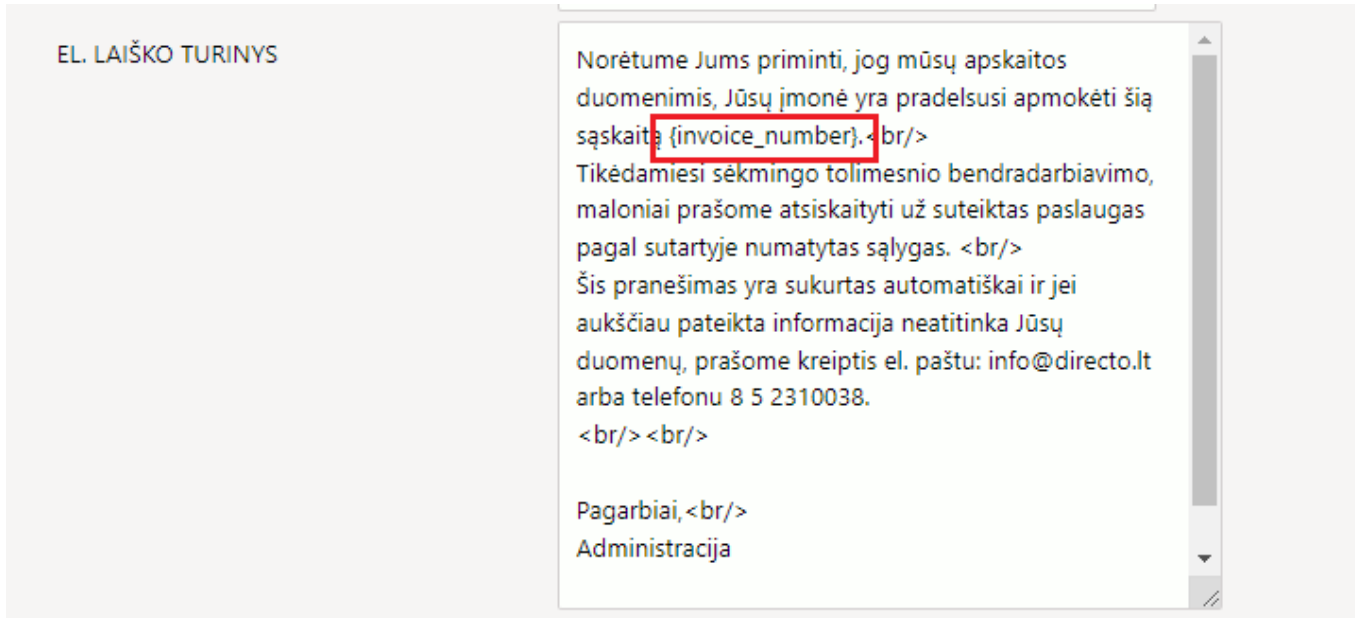 EL. LAIŠKO TURINYS
Norėtume Jums priminti, jog mūsų apskaitos
duomenimis, Jūsų įmonė yra pradelsusi apmokėti šią
sąskaitą {invoice_number}.<br/>
Tikėdamiesi sėkmingo tolimesnio bendradarbiavimo,
maloniai prašome atsiskaityti už suteiktas paslaugas
pagal sutartyje numatytas sąlygas. <br/>
Šis pranešimas yra sukurtas automatiškai ir jei
aukščiau pateikta informacija neatitinka Jūsų
duomenų, prašome kreiptis el. paštu: info@directo.lt
arba telefonu 8 5 2310038.
<br/><br/>
Pagarbiai,<br/>
Administracija